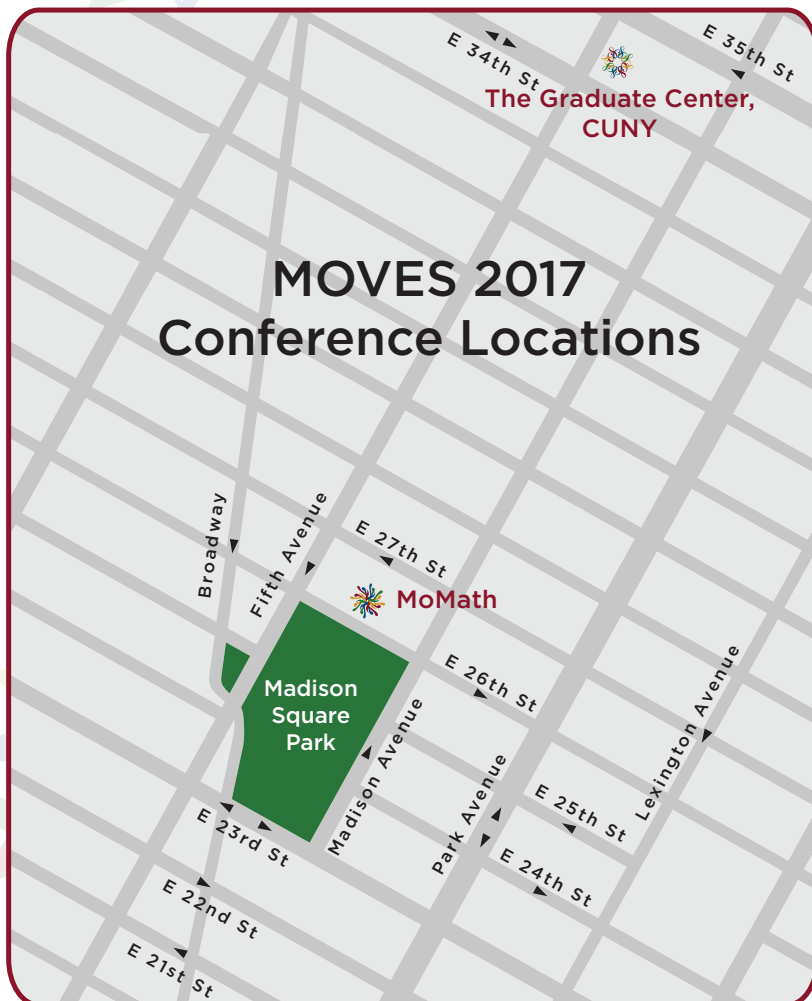 E 34th St
E 35th St
The Graduate Center,
CUNY
MOVES 2017
Conference Locations
Broadway
Fifth Avenue
E 27th St
MoMath
E 26th St
Madison
Square
Park
Madison Avenue
Lexington Avenue
Park Avenue
E 25th St
E 23rd St
E 24th St
E 22nd St
E 21st St